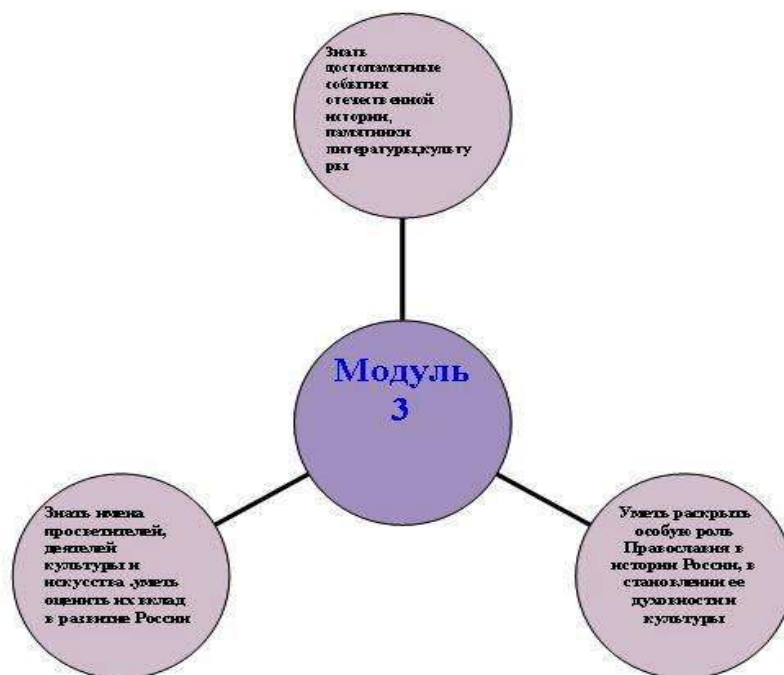 Знать
достопамятные
события
отечественной
истории,
памятники
литературы,культу
ры
Модуль
3
Знать имена
просветителей,
деятелей
культуры и
искусства ,уметь
оценить их вклад
в развитие России
Уметь раскрыть
особую роль
Православия в
истории России, в
становлении ее
духовности и
культуры